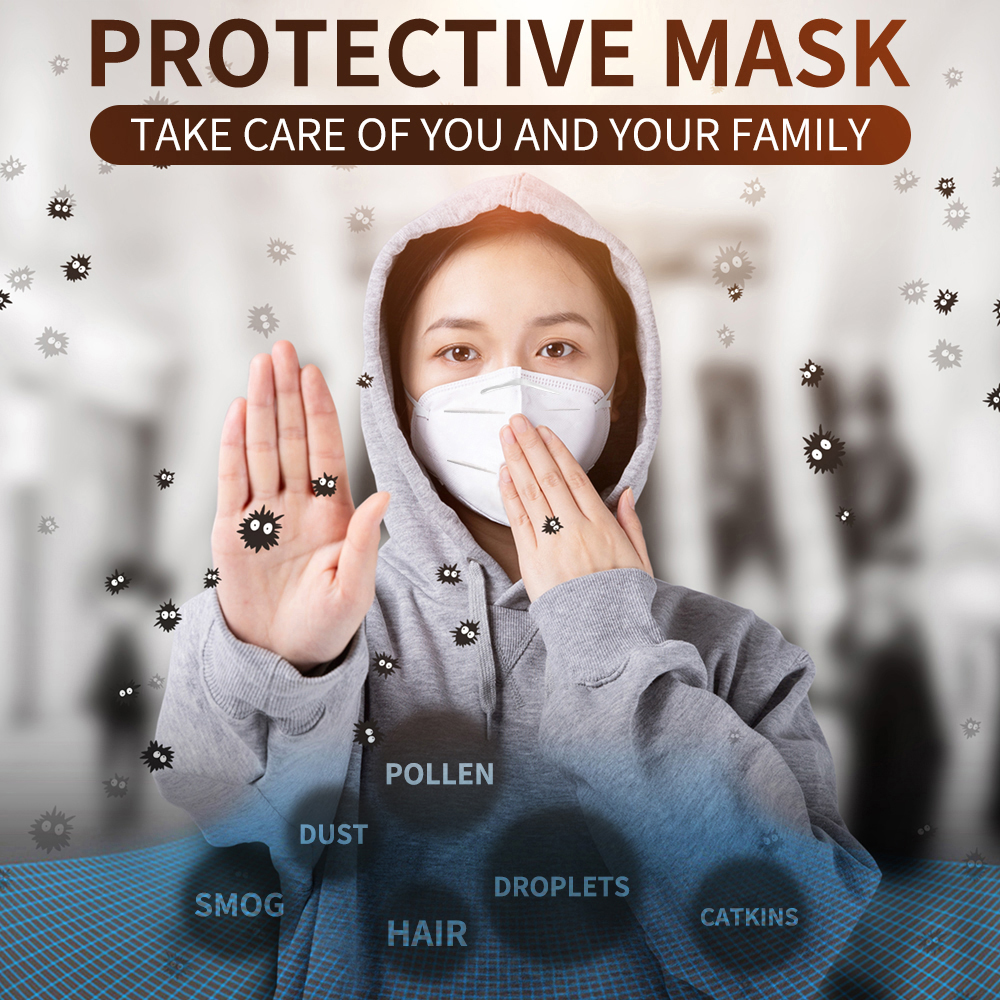 PROTECTIVE MASK
TAKE CARE OF YOU AND YOUR FAMILY
POLLEN
DUST
DROPLETS
SMOG
CATKINS
HAIR